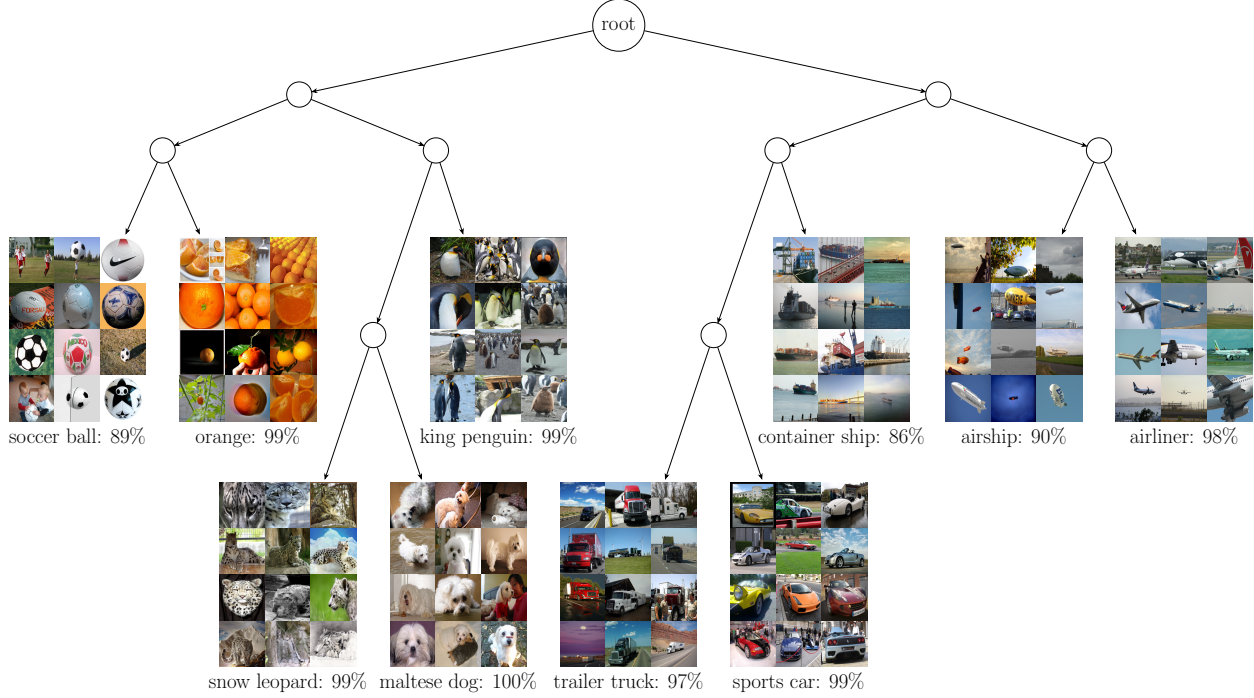 root
soccer ball: 89%
orange: 99%
king penguin: 99%
container ship: 86%
airship: 90%
airliner: 98%
snow leopard: 99%
maltese dog: 100%
trailer truck: 97%
sports car: 99%